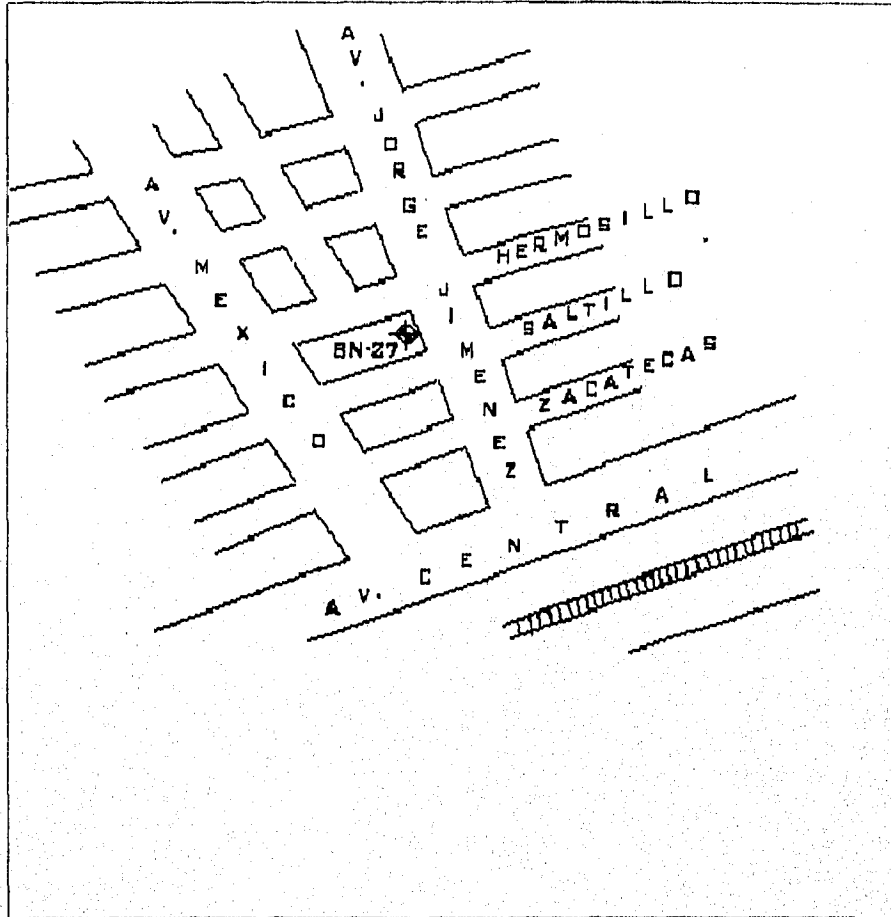 AV. JORGE JIMENEZ
AV. MEXICO
HERMOSILLO
SALTILLO
BN-27
ZACATECAS
AV. CENTRAL